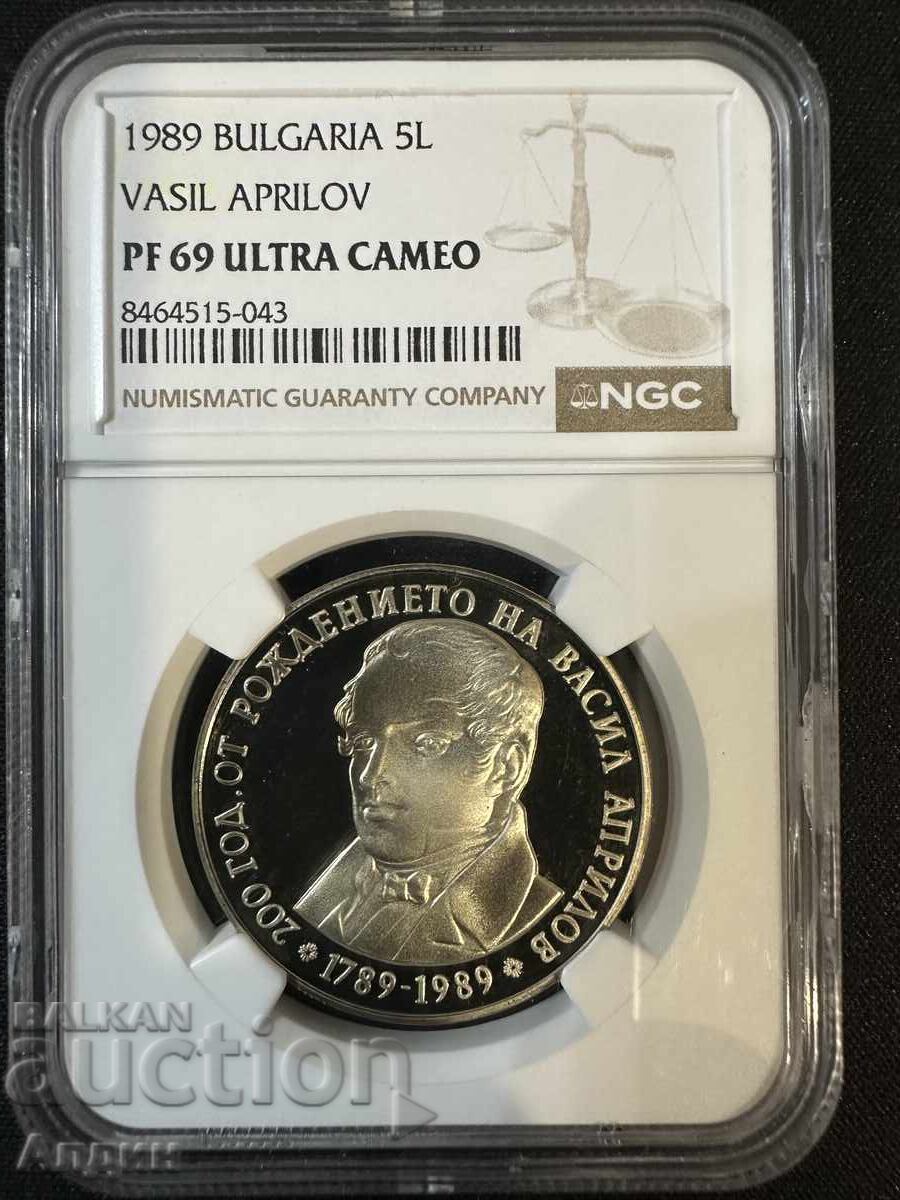 1989 BULGARIA 5L
VASIL APRILOV
PF 69 ULTRA CAMEO
8464515-043
NUMISMATIC GUARANTY COMPANY
NGC
200 ГОД. ОТ РОЖДЕНИЕТО НА ВАСИЛ АПРИЛОВ
1789-1989
BALKAN
auction
Алдин